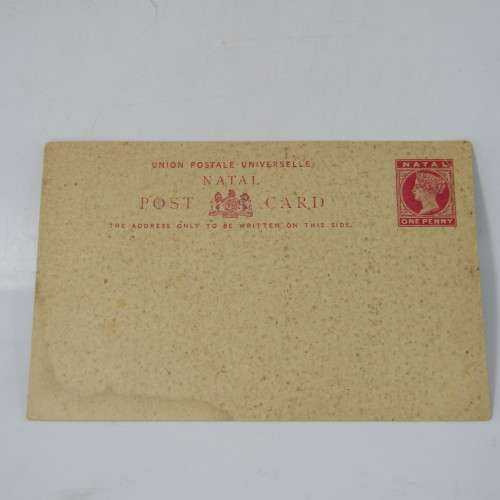 UNION POSTALE UNIVERSELLE.
NATAL
POST CARD
THE ADDRESS ONLY TO BE WRITTEN ON THIS SIDE.
NATAL
ONE PENNY